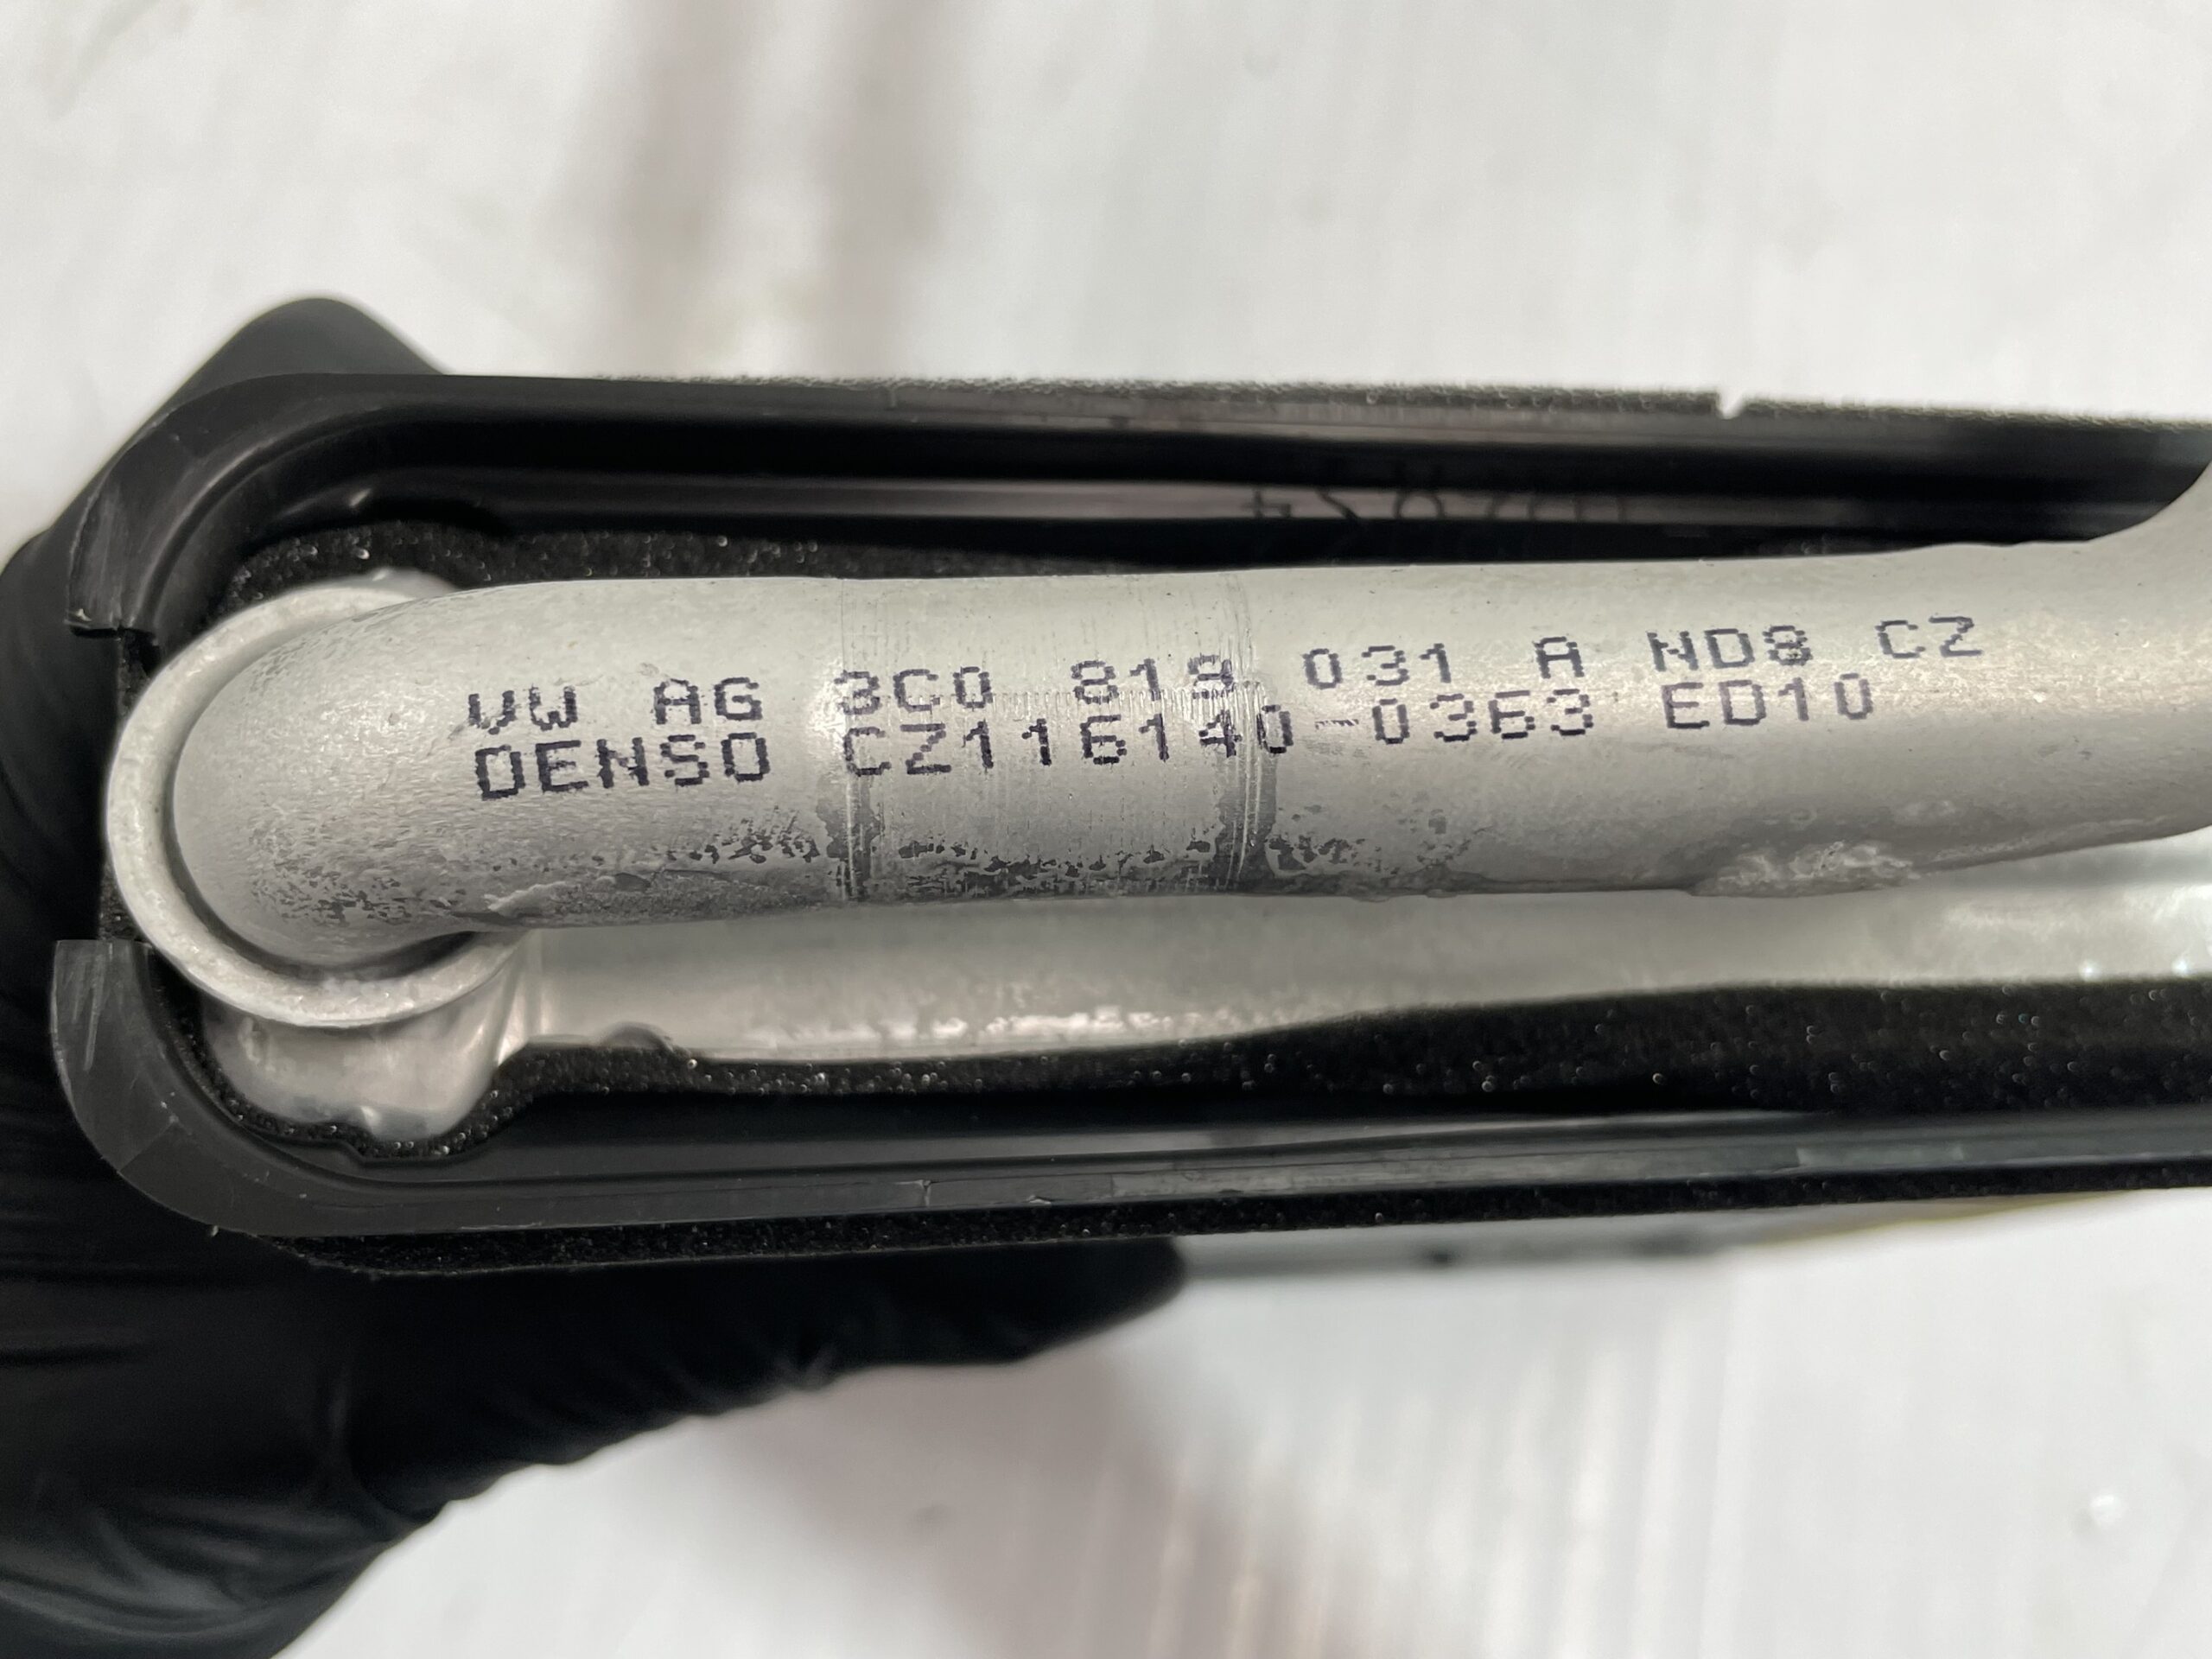 VW AG 3C0 819 031 A ND8 CZ
DENSO CZ116140-0363 ED10